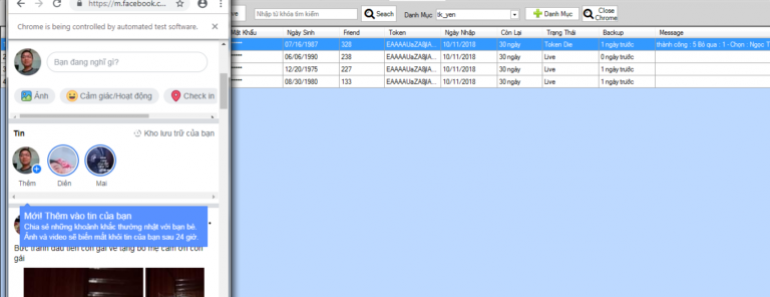 https://m.facebook.c...
Chrome is being controlled by automated test software.
Bạn đang nghĩ gì?
Ảnh
Cảm giác/Hoạt động
Check in
Tin
Kho lưu trữ của bạn
Thêm
Diên
Mai
Mới! Thêm vào tin của bạn
Chia sẻ những khoảnh khắc thường nhật với bạn bè.
Ảnh và video sẽ biến mất khỏi tin của bạn sau 24 giờ.
Bức tranh đầu tiên con gái vẽ tặng bố mẹ cảm ơn con
gái
Nhập từ khóa tìm kiếm
Seach
Danh Mục
tk_yen
Danh Mục
Close
Chrome
Mật Khẩu Ngày Sinh Frend Token Ngày Nhập Còn Lại Trạng Thái Backup Message
07/16/1987 328 EAAAAUaZABjIA... 10/11/2018 30 ngày Token Die 1 ngày trước thành công : 5 Bỏ qua : 1 - Chọn : Ngọc T
06/06/1990 238 EAAAAUaZABjIA... 10/11/2018 30 ngày Live 0 ngày trước
12/20/1975 227 EAAAAUaZABjIA... 10/11/2018 30 ngày Live 1 ngày trước
08/30/1980 133 EAAAAUaZABjIA... 10/11/2018 30 ngày Live 1 ngày trước